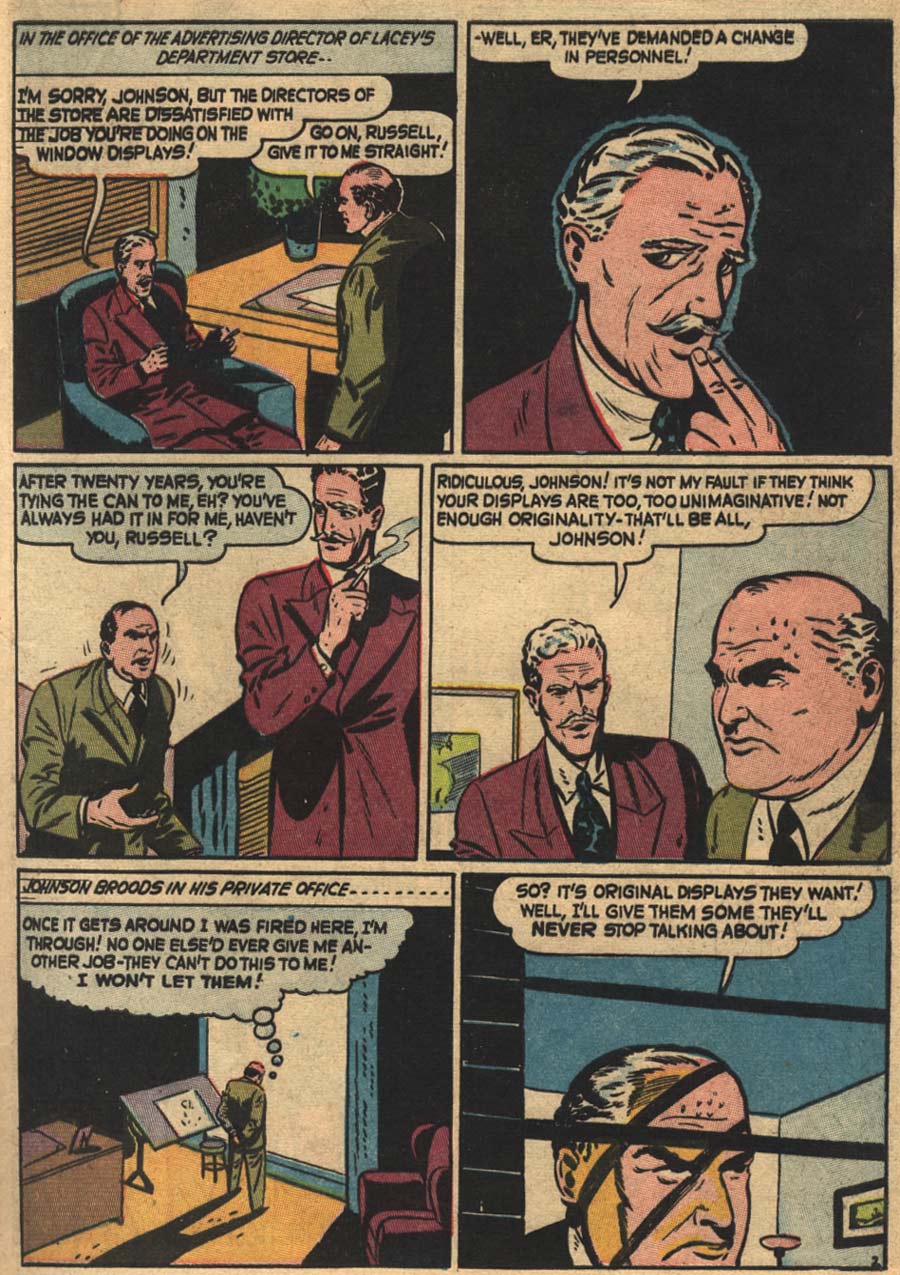 IN THE OFFICE OF THE ADVERTISING DIRECTOR OF LACEY'S
DEPARTMENT STORE--
I'M SORRY, JOHNSON, BUT THE DIRECTORS OF
THE STORE ARE DISSATISFIED WITH
THE JOB YOU'RE DOING ON THE
WINDOW DISPLAYS!
GO ON, RUSSELL,
GIVE IT TO ME STRAIGHT!
-WELL, ER, THEY'VE DEMANDED A CHANGE
IN PERSONNEL!
AFTER TWENTY YEARS, YOU'RE
TYING THE CAN TO ME, EH? YOU'VE
ALWAYS HAD IT IN FOR ME, HAVEN'T
YOU, RUSSELL?
RIDICULOUS, JOHNSON! IT'S NOT MY FAULT IF THEY THINK
YOUR DISPLAYS ARE TOO, TOO UNIMAGINATIVE! NOT
ENOUGH ORIGINALITY-THAT'LL BE ALL,
JOHNSON!
JOHNSON BROODS IN HIS PRIVATE OFFICE---------
ONCE IT GETS AROUND I WAS FIRED HERE, I'M
THROUGH! NO ONE ELSE'D EVER GIVE ME AN-
OTHER JOB-THEY CAN'T DO THIS TO ME!
I WON'T LET THEM!
SO? IT'S ORIGINAL DISPLAYS THEY WANT!
WELL, I'LL GIVE THEM SOME THEY'LL
NEVER STOP TALKING ABOUT!
2